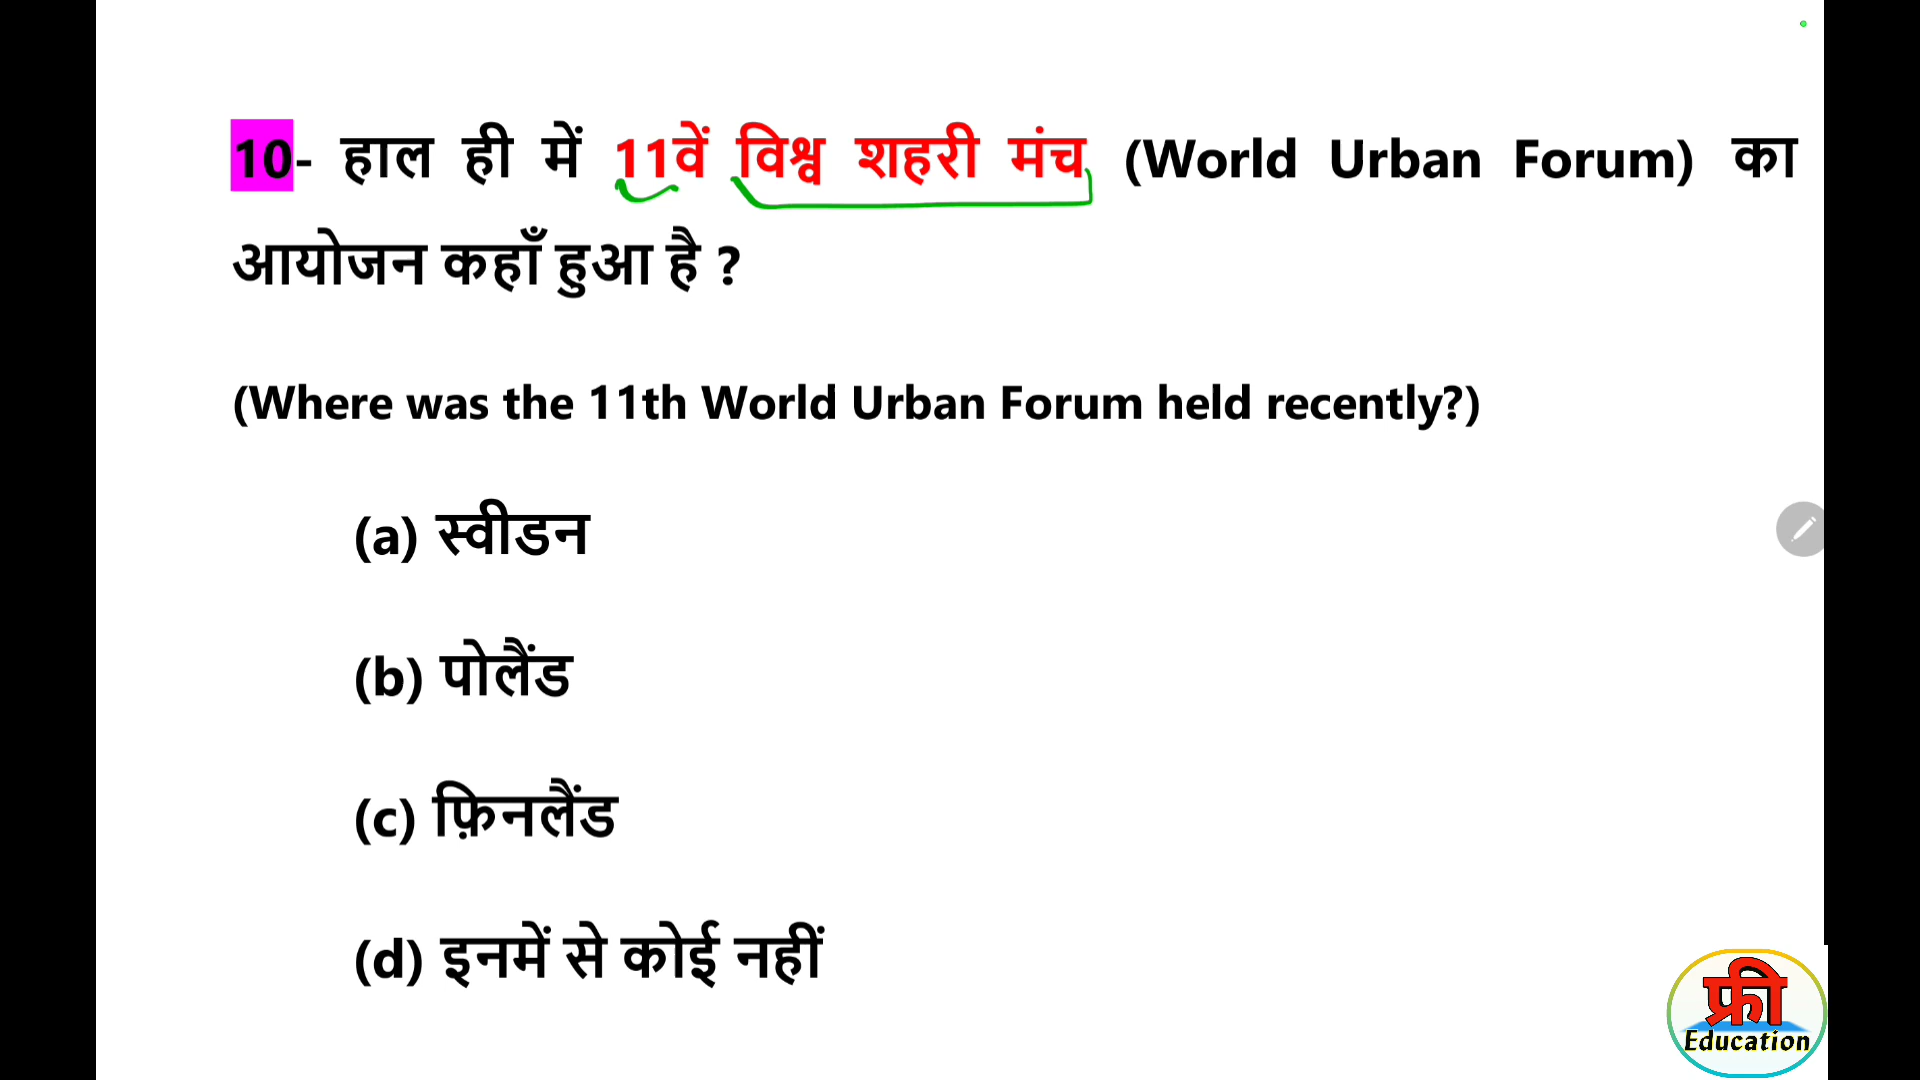 10- हाल ही में 11वें विश्व शहरी मंच (World Urban Forum) का
आयोजन कहाँ हुआ है ?
(Where was the 11th World Urban Forum held recently?)
(a) स्वीडन
(b) पोलैंड
(c) फ़िनलैंड
(d) इनमें से कोई नहीं
फ्री
Education